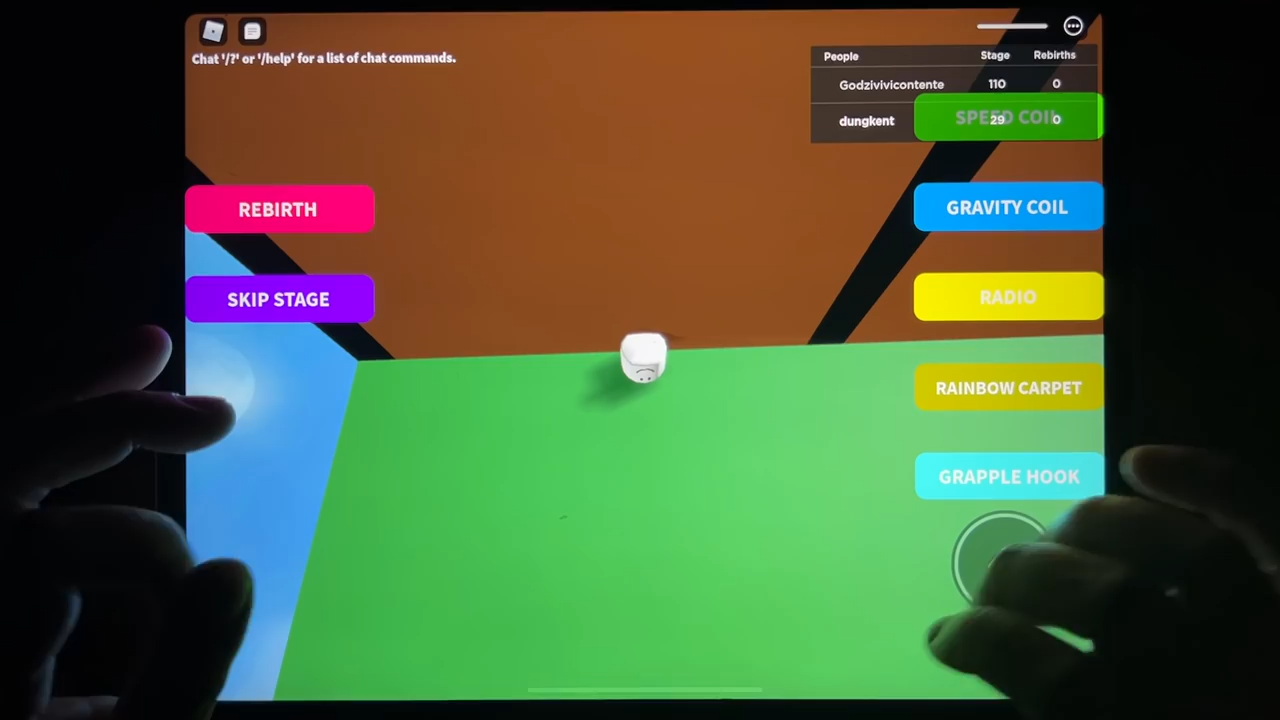 Chat '/?' or '/help' for a list of chat commands.
People Stage Rebirths
Godzivivicontente 110 0
dungkent 29 0
SPEED COIL
REBIRTH
GRAVITY COIL
SKIP STAGE
RADIO
RAINBOW CARPET
GRAPPLE HOOK